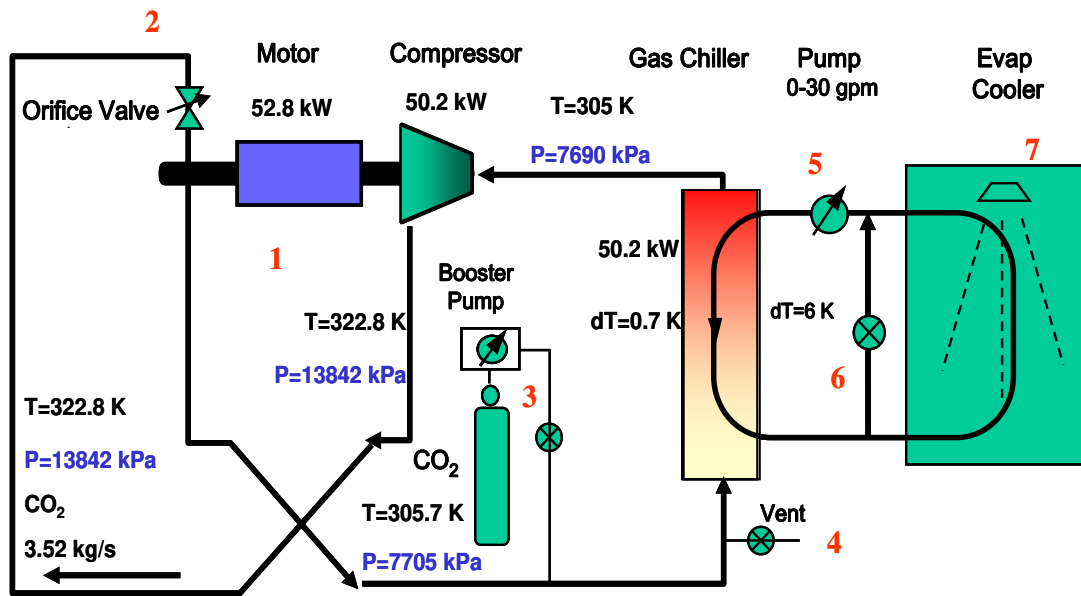 2
Motor
Compressor
Gas Chiller
Pump
0-30 gpm
Evap
Cooler
Orifice Valve
52.8 kW
50.2 kW
T=305 K
P=7690 kPa
5
7
1
50.2 kW
dT=0.7 K
dT=6 K
6
Booster
Pump
T=322.8 K
P=13842 kPa
3
T=322.8 K
P=13842 kPa
CO2
3.52 kg/s
CO2
T=305.7 K
P=7705 kPa
Vent
4